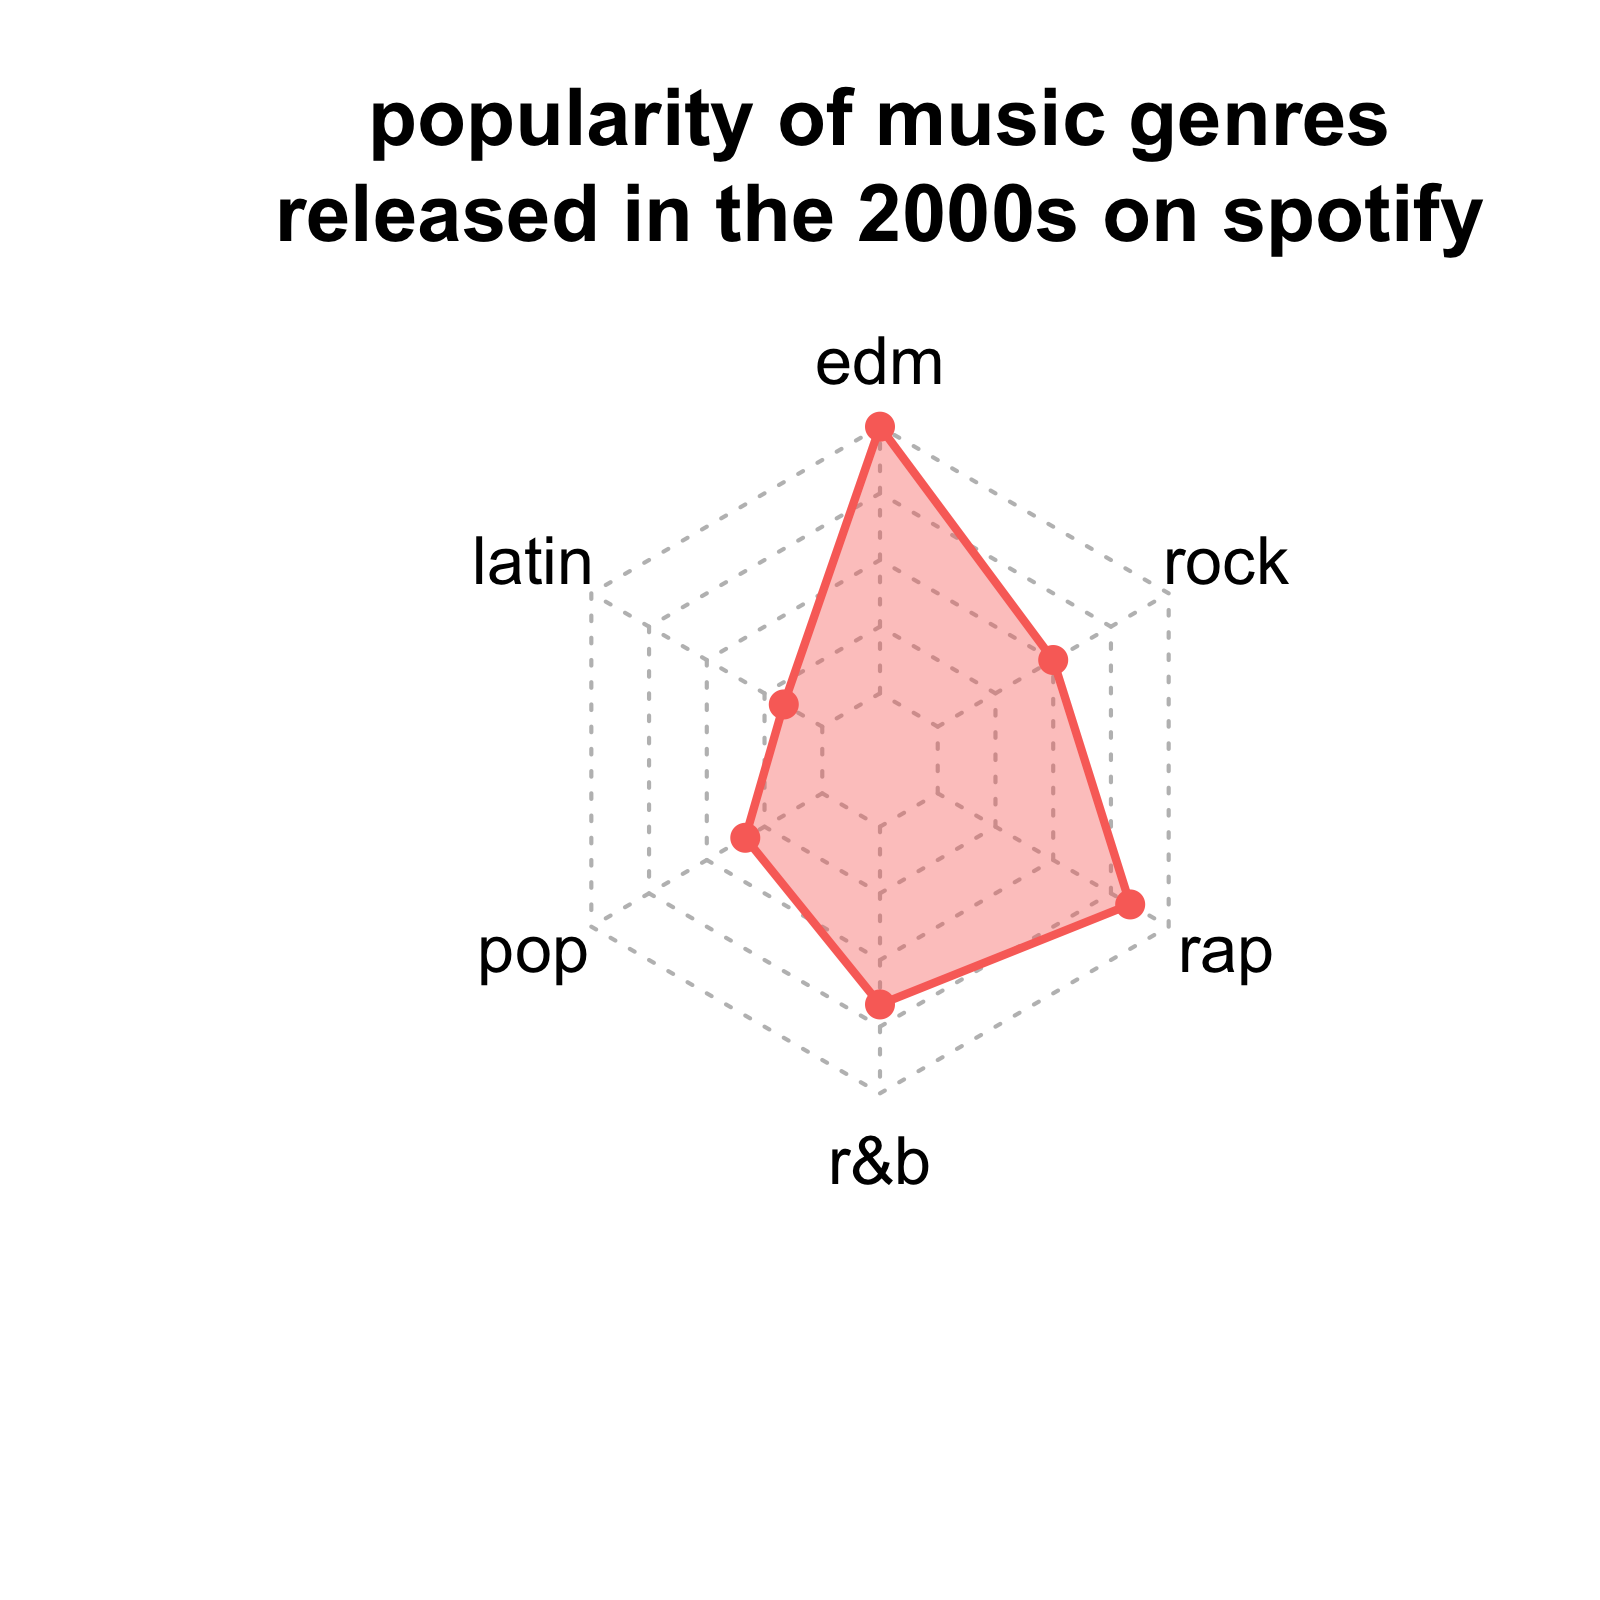 popularity of music genres
released in the 2000s on spotify
edm
latin
rock
pop
rap
r&b